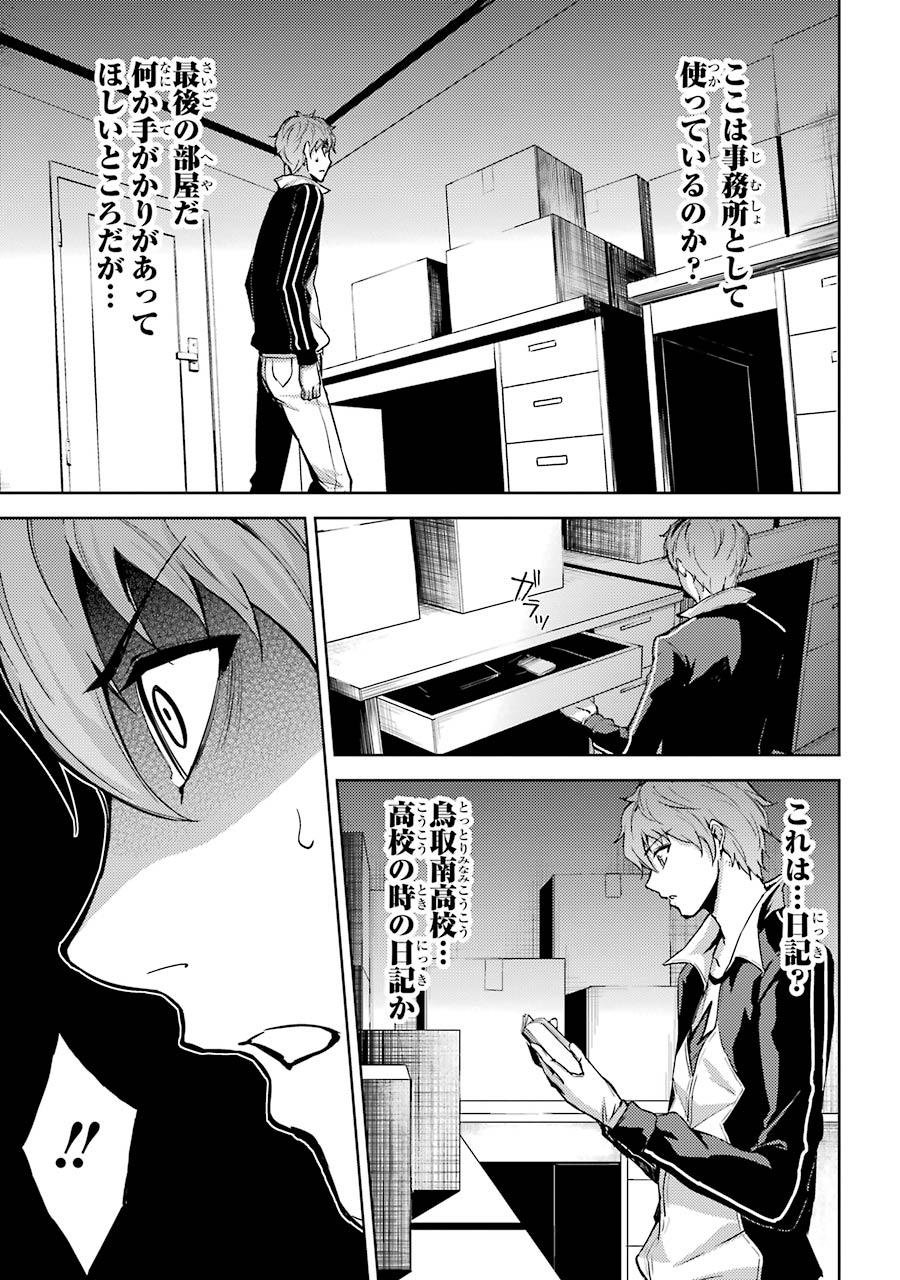 ここは事務所として
使っているのか？
最後の部屋だ
何か手がかりがあって
ほしいところだが…
ガラッ
これは…日記？
鳥取南高校…
高校の時の日記か
!!